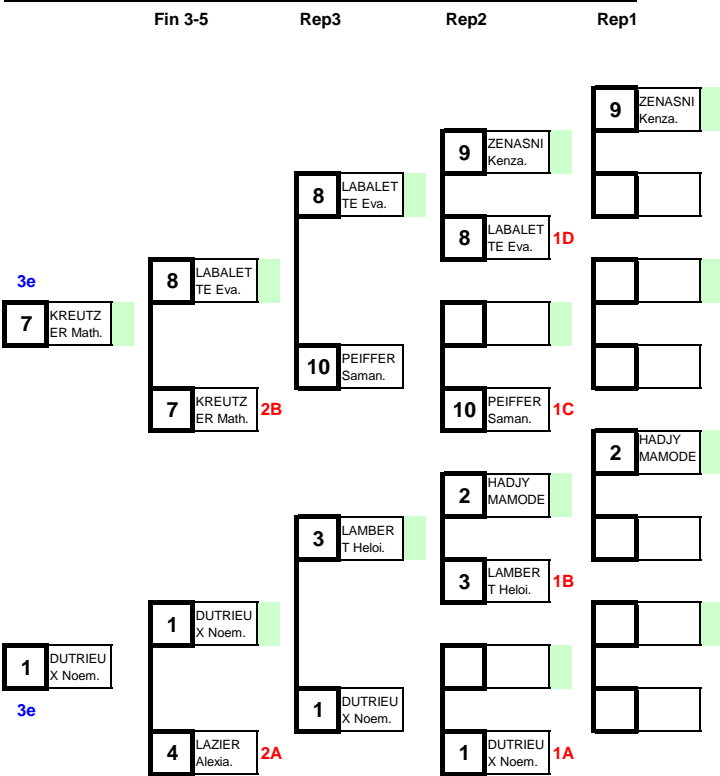 Fin 3-5 Rep3 Rep2 Rep1
9 ZENASNI
Kenza.
9 ZENASNI
Kenza.
8 LABALET
TE Eva.
8 LABALET
TE Eva. 1D
3e
8 LABALET
TE Eva.
7 KREUTZ
ER Math.
10 PEIFFER
Saman.
7 KREUTZ
ER Math. 2B
10 PEIFFER
Saman. 1C
2 HADJY
MAMODE
2 HADJY
MAMODE
3 LAMBER
T Heloi.
3 LAMBER
T Heloi. 1B
1 DUTRIEU
X Noem.
1 DUTRIEU
X Noem.
3e
1 DUTRIEU
X Noem.
4 LAZIER
Alexia. 2A
1 DUTRIEU
X Noem. 1A